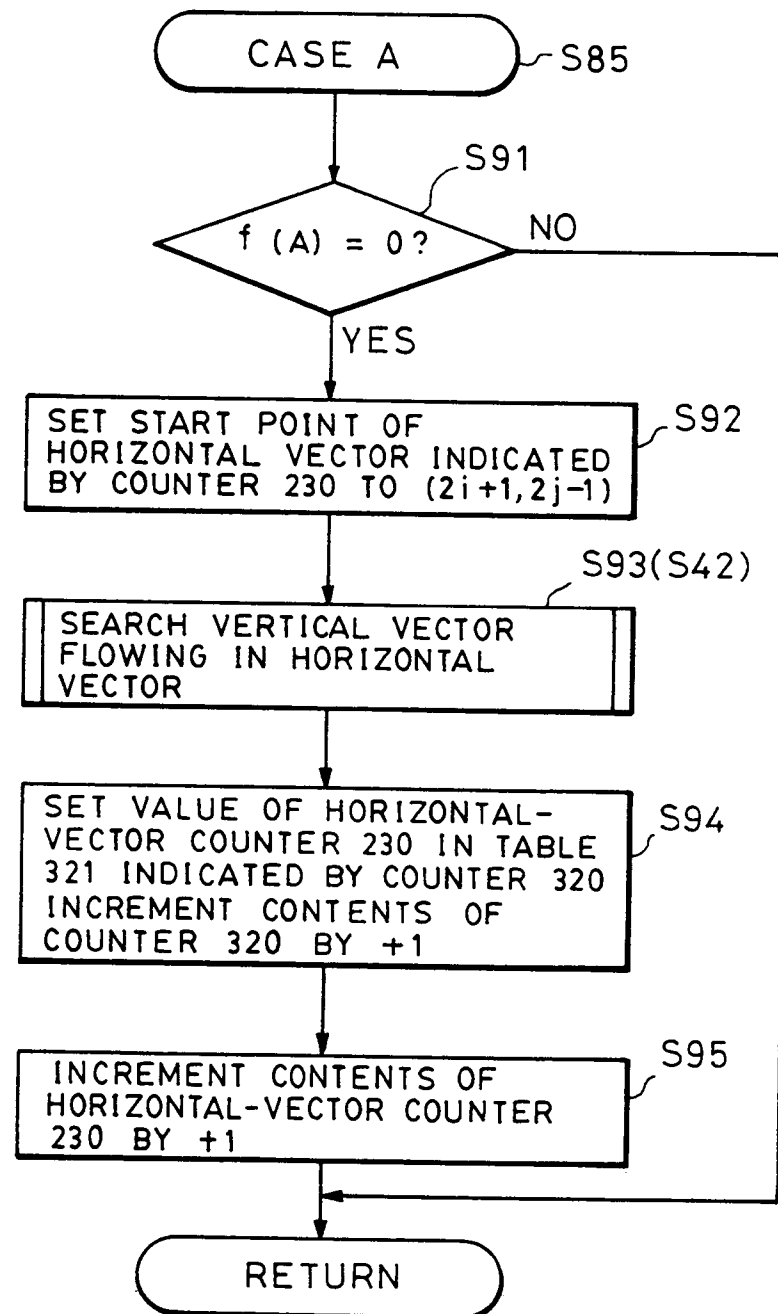 CASE A
S85
S91
f (A) = 0?
NO
YES
S92
SET START POINT OF
HORIZONTAL VECTOR INDICATED
BY COUNTER 230 TO (2i+1,2j-1)
S93(S42)
SEARCH VERTICAL VECTOR
FLOWING IN HORIZONTAL
VECTOR
S94
SET VALUE OF HORIZONTAL-
VECTOR COUNTER 230 IN TABLE
321 INDICATED BY COUNTER 320
INCREMENT CONTENTS OF
COUNTER 320 BY +1
S95
INCREMENT CONTENTS OF
HORIZONTAL-VECTOR COUNTER
230 BY +1
RETURN